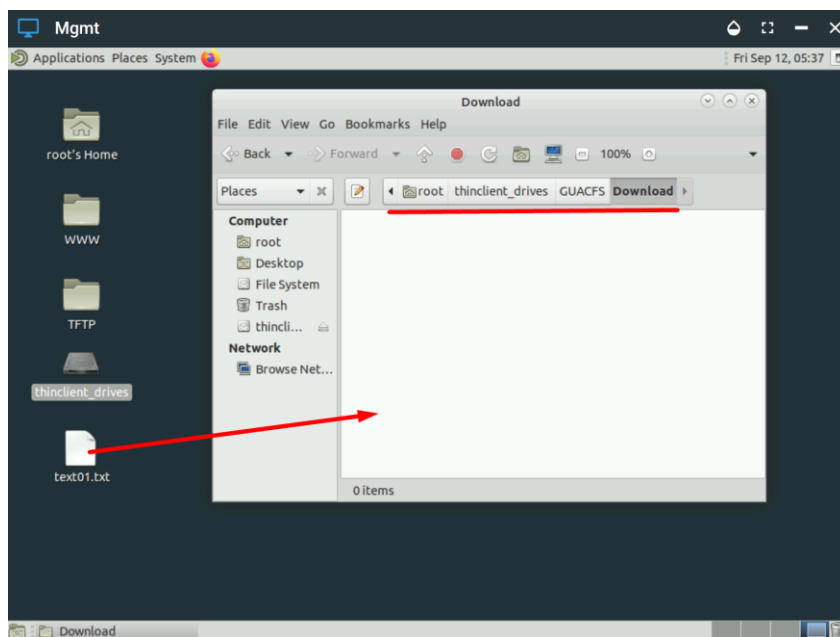 Mgmt
Applications Places System
Fri Sep 12, 05:37
Download
File Edit View Go Bookmarks Help
Back Forward 100%
Places root thinclient_drives GUACFS Download
root's Home
WWW
TFTP
thinclient_drives
text01.txt
Computer
root
Desktop
File System
Trash
thincli...
Network
Browse Net...
0 items
Download